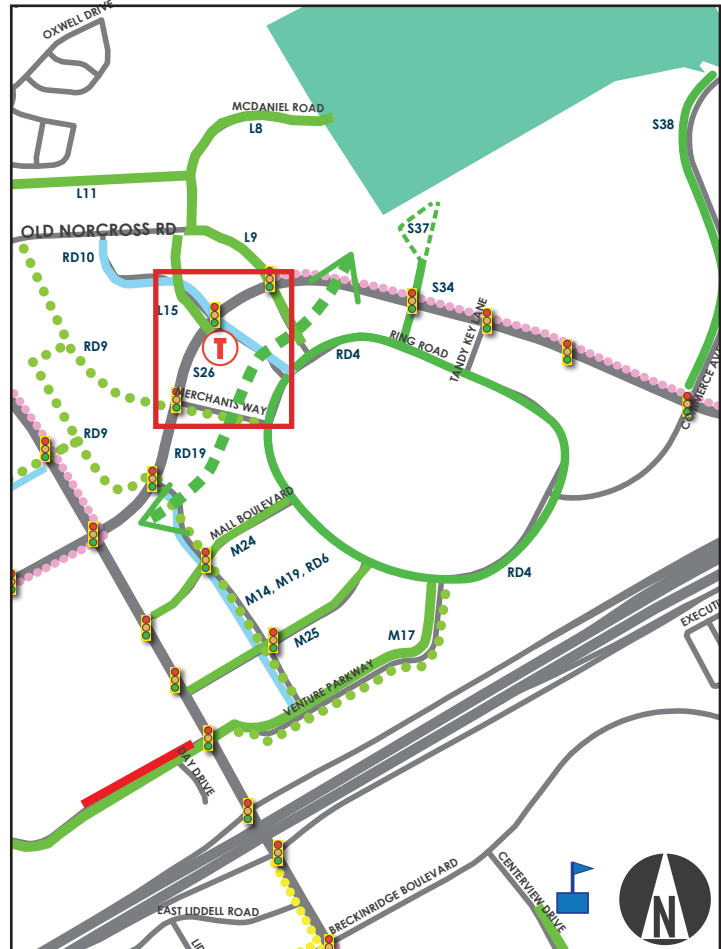 OXWELL DRIVE
MCDANIEL ROAD
L8
S38
L11
OLD NORCROSS RD
RD10
L9
S37
S34
L15
T
RING ROAD
TANDY KEY LANE
RD9
RD4
S26
MERCHANTS WAY
RD9
RD19
MALL BOULEVARD
M24
M14, M19, RD6
RD4
M25
M17
VENTURE PARKWAY
DAY DRIVE
CENTERVIEW DRIVE
BRECKINRIDGE BOULEVARD
EAST LIDDELL ROAD
N